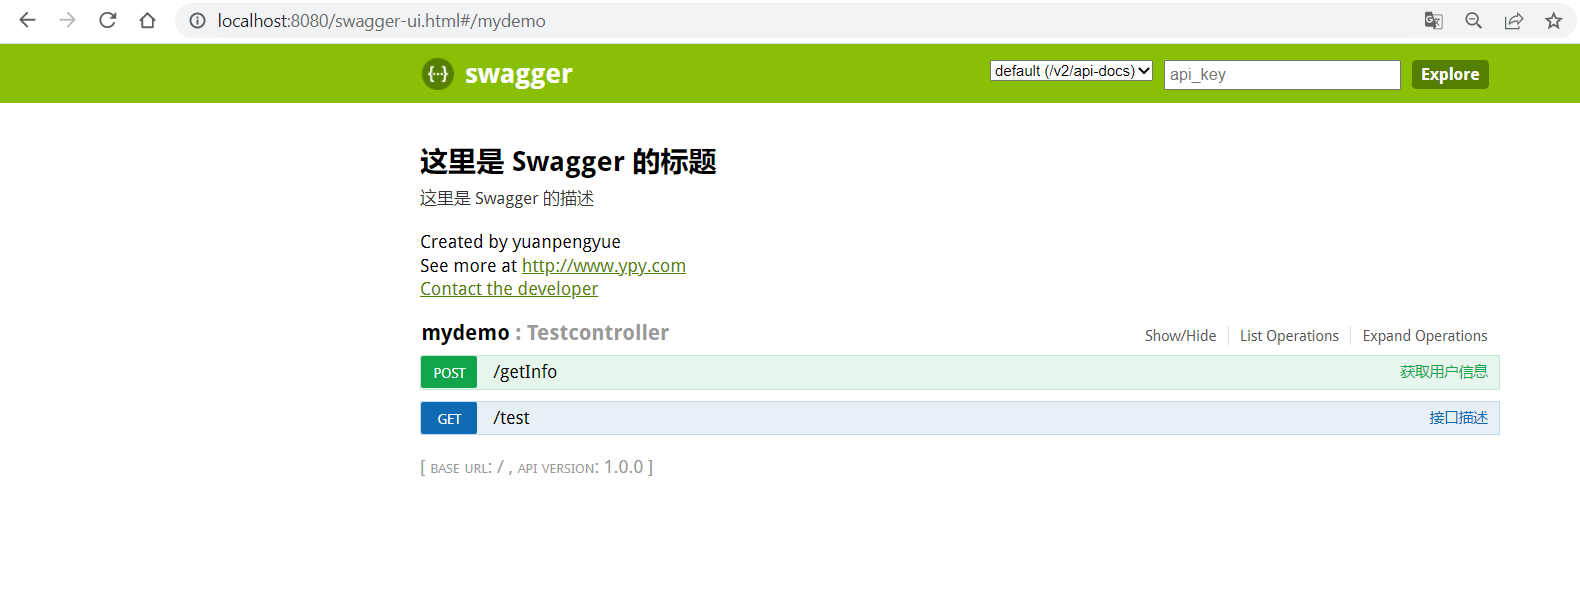 localhost:8080/swagger-ui.html#/mydemo
{···} swagger default (/v2/api-docs) api_key Explore
这里是 Swagger 的标题
这里是 Swagger 的描述
Created by yuanpengyue
See more at http://www.ypy.com
Contact the developer
mydemo : Testcontroller Show/Hide List Operations Expand Operations
POST /getInfo 获取用户信息
GET /test 接口描述
[ BASE URL: / , API VERSION: 1.0.0 ]